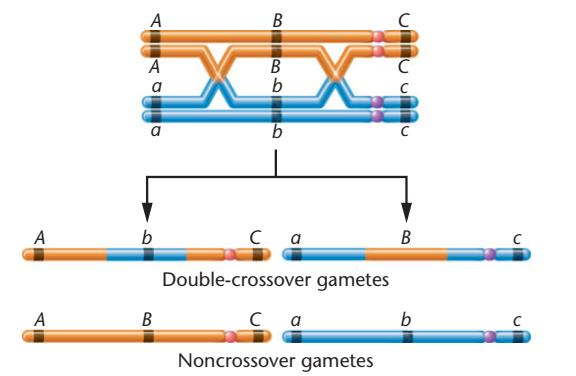 A B C
A B C
a b c
a b c
A b C a B c
Double-crossover gametes
A B C a b c
Noncrossover gametes